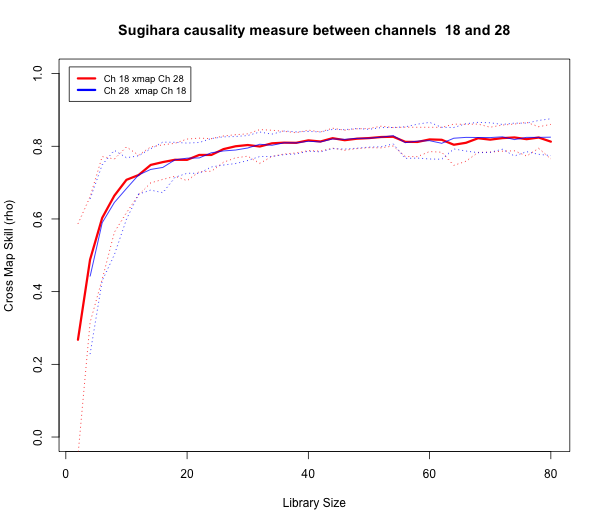 Sugihara causality measure between channels  18 and 28
Ch 18 xmap Ch 28
Ch 28  xmap Ch 18
Cross Map Skill (rho)
1.0
0.8
0.6
0.4
0.2
0.0
0 20 40 60 80
Library Size